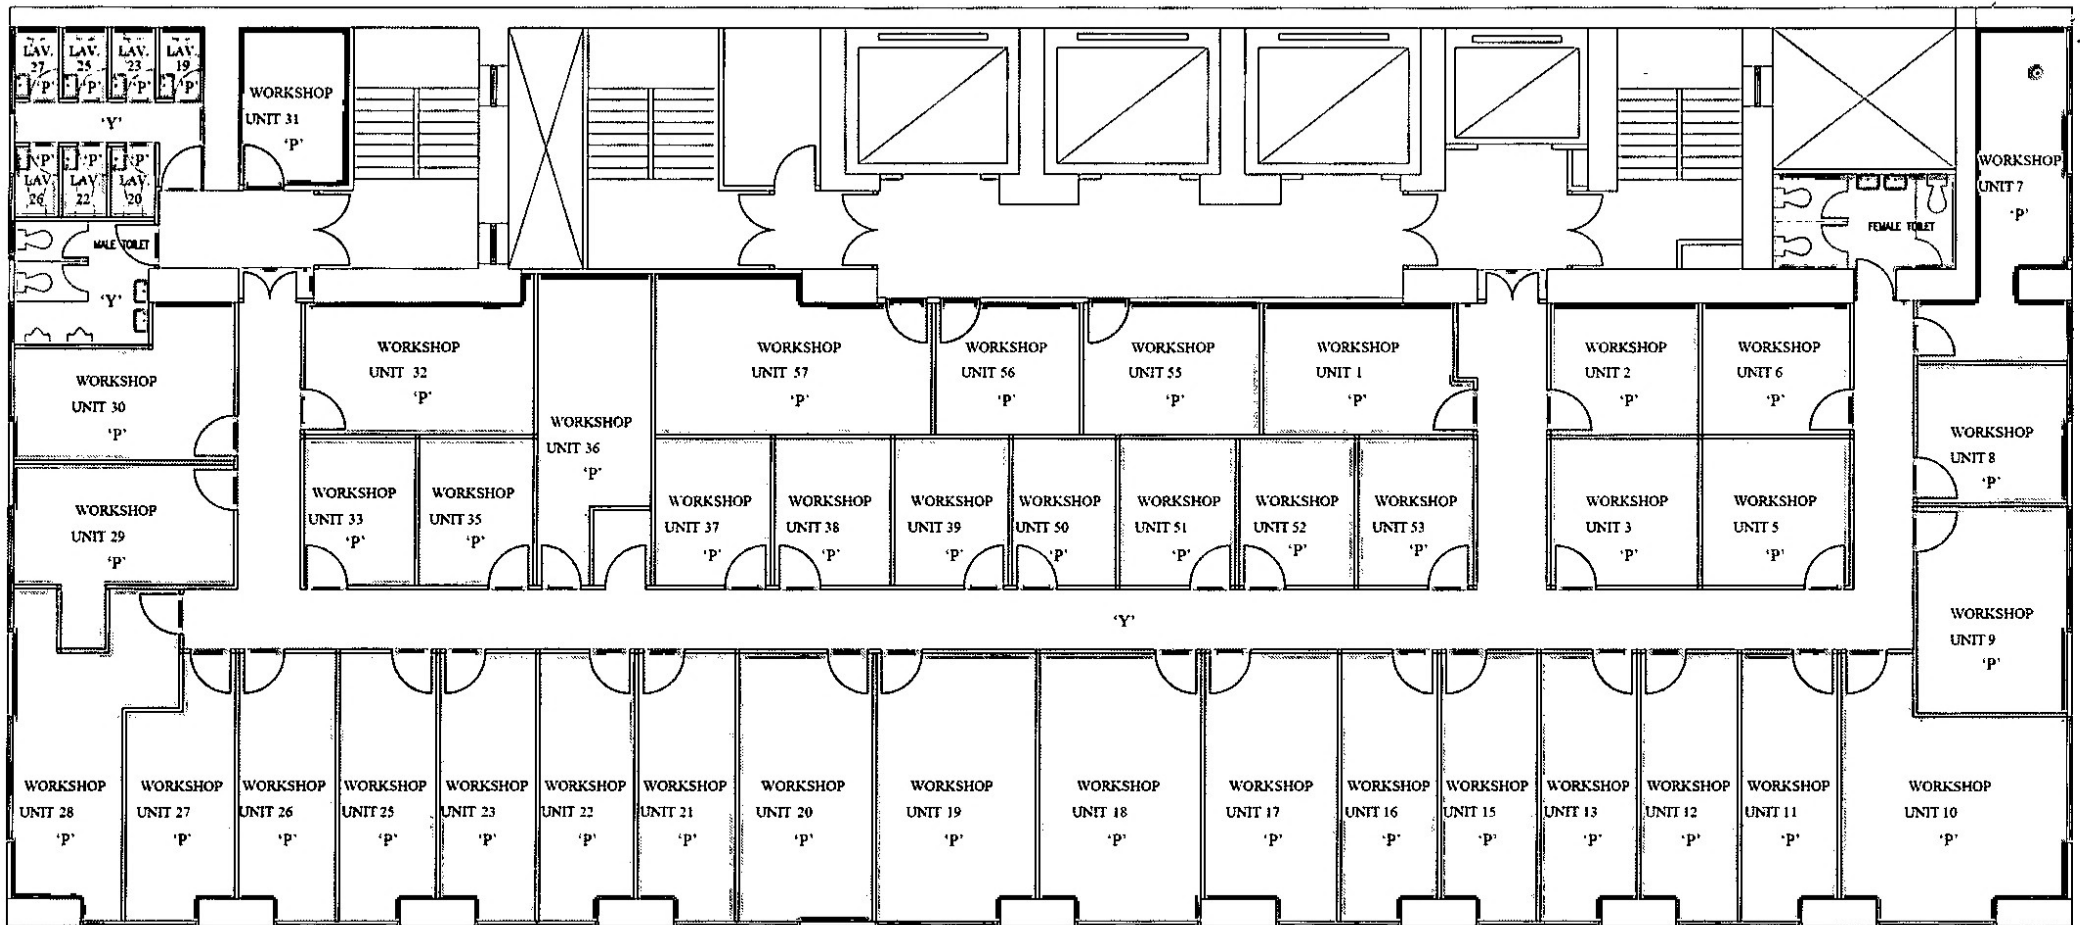 LAV.
27
'P'
LAV.
25
'P'
LAV.
23
'P'
LAV.
19
'P'
'Y'
'P'
LAV.
26
'P'
LAV.
22
'P'
LAV.
20
WORKSHOP
UNIT 31
'P'
MALE TOILET
'Y'
FEMALE TOILET
WORKSHOP
UNIT 7
'P'
WORKSHOP
UNIT 30
'P'
WORKSHOP
UNIT 32
'P'
WORKSHOP
UNIT 36
'P'
WORKSHOP
UNIT 57
'P'
WORKSHOP
UNIT 56
'P'
WORKSHOP
UNIT 55
'P'
WORKSHOP
UNIT 1
'P'
WORKSHOP
UNIT 2
'P'
WORKSHOP
UNIT 6
'P'
WORKSHOP
UNIT 8
'P'
WORKSHOP
UNIT 29
'P'
WORKSHOP
UNIT 33
'P'
WORKSHOP
UNIT 35
'P'
WORKSHOP
UNIT 37
'P'
WORKSHOP
UNIT 38
'P'
WORKSHOP
UNIT 39
'P'
WORKSHOP
UNIT 50
'P'
WORKSHOP
UNIT 51
'P'
WORKSHOP
UNIT 52
'P'
WORKSHOP
UNIT 53
'P'
WORKSHOP
UNIT 3
'P'
WORKSHOP
UNIT 5
'P'
WORKSHOP
UNIT 9
'P'
'Y'
WORKSHOP
UNIT 28
'P'
WORKSHOP
UNIT 27
'P'
WORKSHOP
UNIT 26
'P'
WORKSHOP
UNIT 25
'P'
WORKSHOP
UNIT 23
'P'
WORKSHOP
UNIT 22
'P'
WORKSHOP
UNIT 21
'P'
WORKSHOP
UNIT 20
'P'
WORKSHOP
UNIT 19
'P'
WORKSHOP
UNIT 18
'P'
WORKSHOP
UNIT 17
'P'
WORKSHOP
UNIT 16
'P'
WORKSHOP
UNIT 15
'P'
WORKSHOP
UNIT 13
'P'
WORKSHOP
UNIT 12
'P'
WORKSHOP
UNIT 11
'P'
WORKSHOP
UNIT 10
'P'